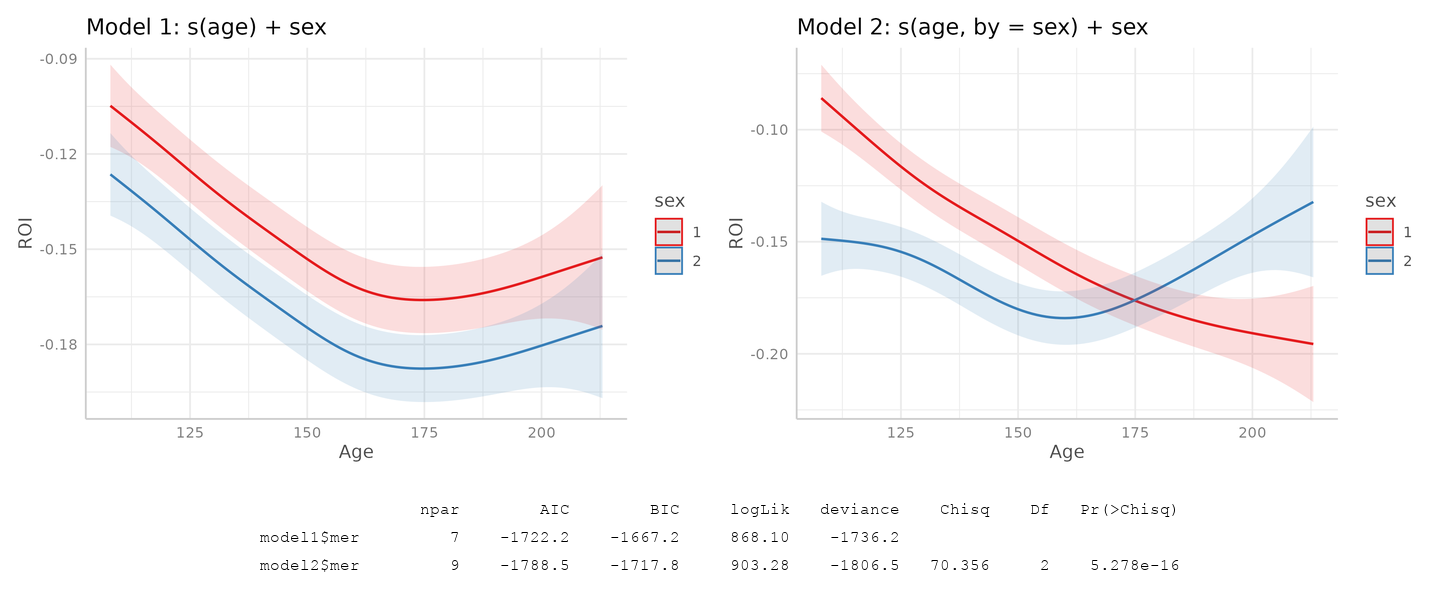 Model 1: s(age) + sex
-0.09
-0.12
-0.15
-0.18
ROI
125 150 175 200
Age
sex
1
2
Model 2: s(age, by = sex) + sex
-0.10
-0.15
-0.20
ROI
125 150 175 200
Age
sex
1
2
npar AIC BIC logLik deviance Chisq Df Pr(>Chisq)
model1$mer 7 -1722.2 -1667.2 868.10 -1736.2
model2$mer 9 -1788.5 -1717.8 903.28 -1806.5 70.356 2 5.278e-16